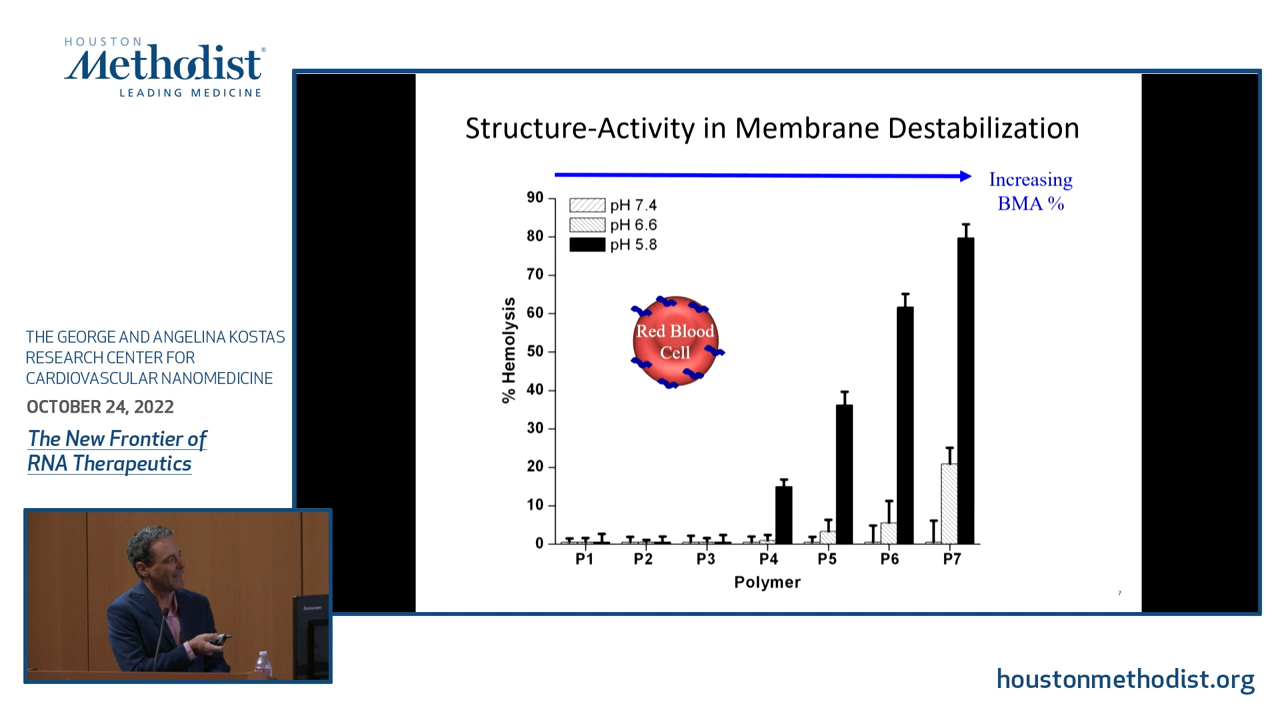 HOUSTON
Methodist®
LEADING MEDICINE
THE GEORGE AND ANGELINA KOSTAS
RESEARCH CENTER FOR
CARDIOVASCULAR NANOMEDICINE
OCTOBER 24, 2022
The New Frontier of
RNA Therapeutics
Structure-Activity in Membrane Destabilization
Increasing
BMA %
90
80
70
60
50
40
30
20
10
0
% Hemolysis
pH 7.4
pH 6.6
pH 5.8
Red Blood
Cell
P1 P2 P3 P4 P5 P6 P7
Polymer
7
houstonmethodist.org